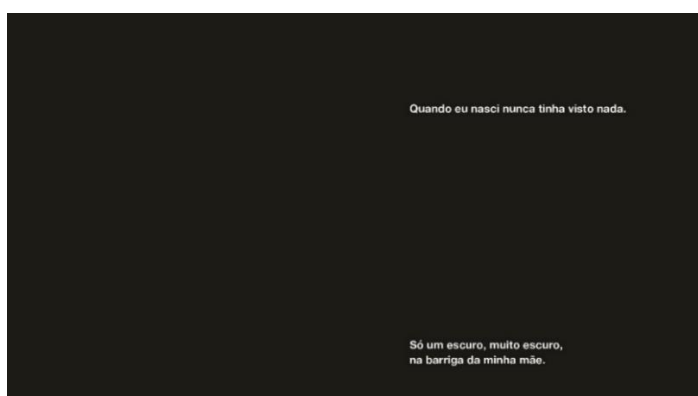 Quando eu nasci nunca tinha visto nada.
Só um escuro, muito escuro,
na barriga da minha mãe.